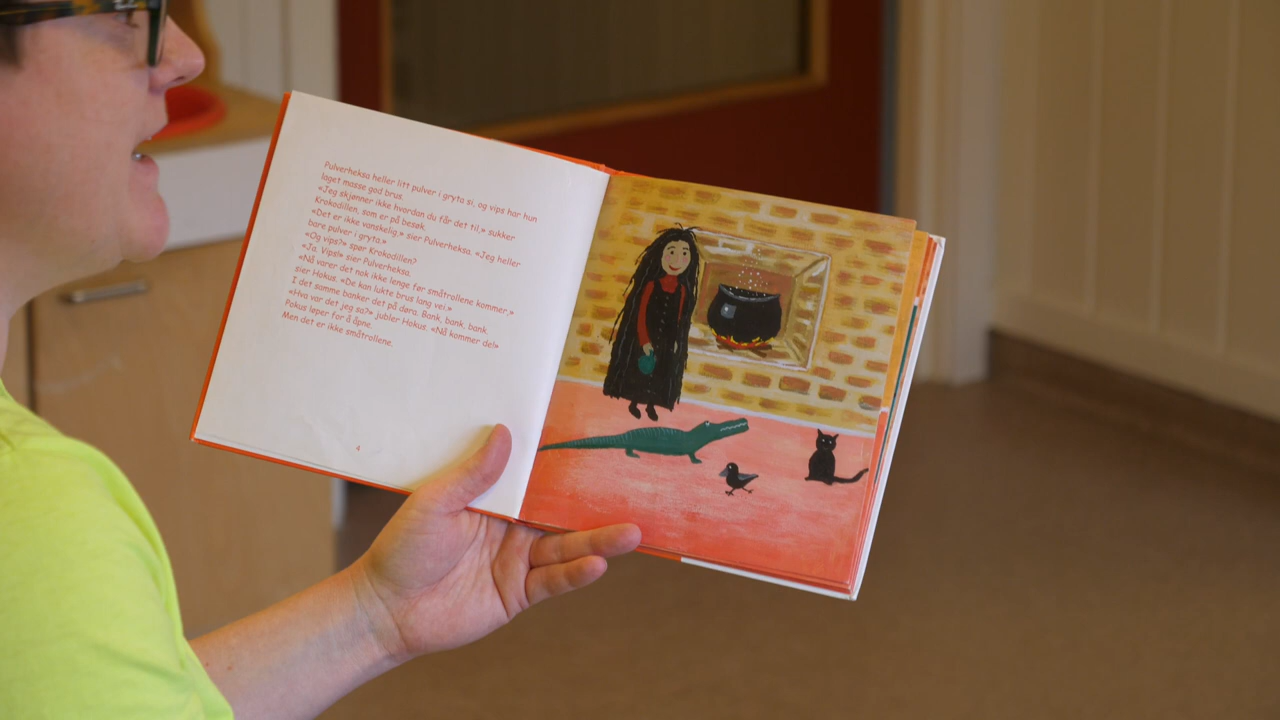 Pulverheksa heller litt pulver i gryta si, og vips har hun
laget masse god brus.
«Jeg skjønner ikke hvordan du får det til,» sukker
Krokodillen, som er på besøk.
«Det er ikke vanskelig,» sier Pulverheksa. «Jeg heller
bare pulver i gryta.»
«Og vips?» spør Krokodillen?
«Ja. Vips!» sier Pulverheksa.
«Nå varer det nok ikke lenge før småtrollene kommer,»
sier Hokus. «De kan lukte brus lang vei.»
I det samme banker det på døra. Bank, bank, bank.
«Hva var det jeg sa?» jubler Hokus. «Nå kommer de!»
Pokus løper for å åpne.
Men det er ikke småtrollene.
4